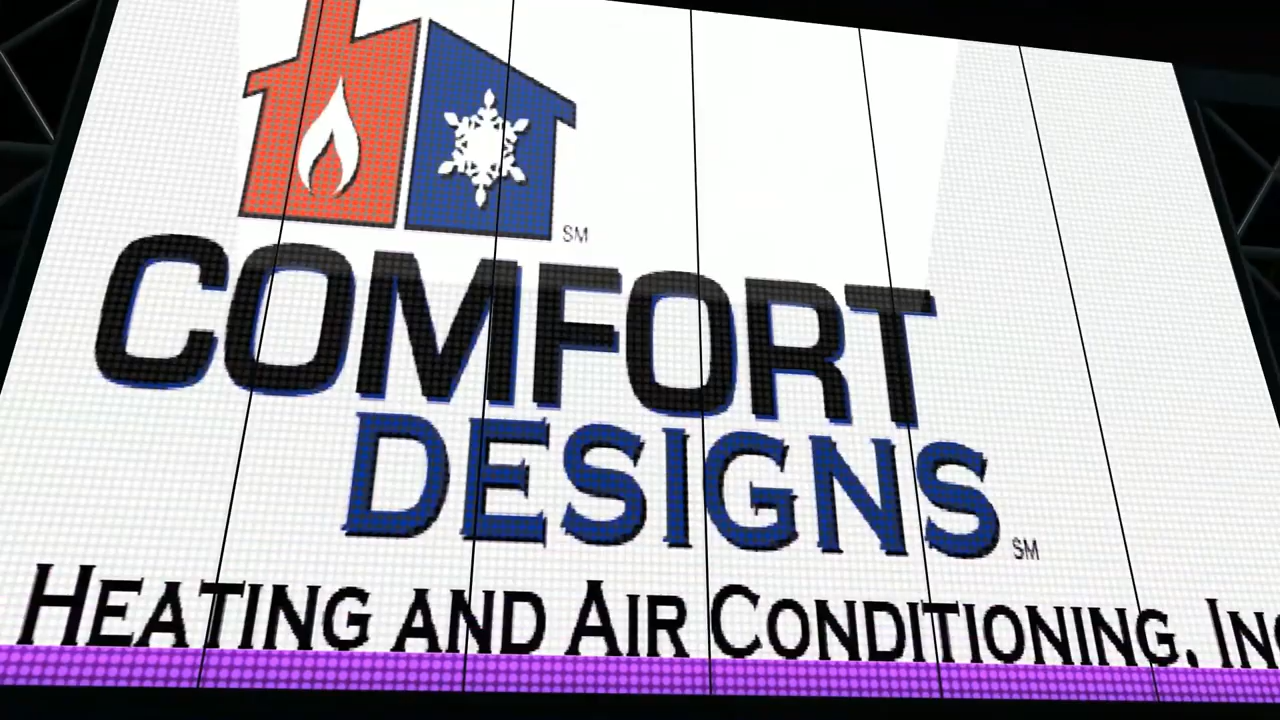 SM
COMFORT
DESIGNS
SM
HEATING AND AIR CONDITIONING, INC